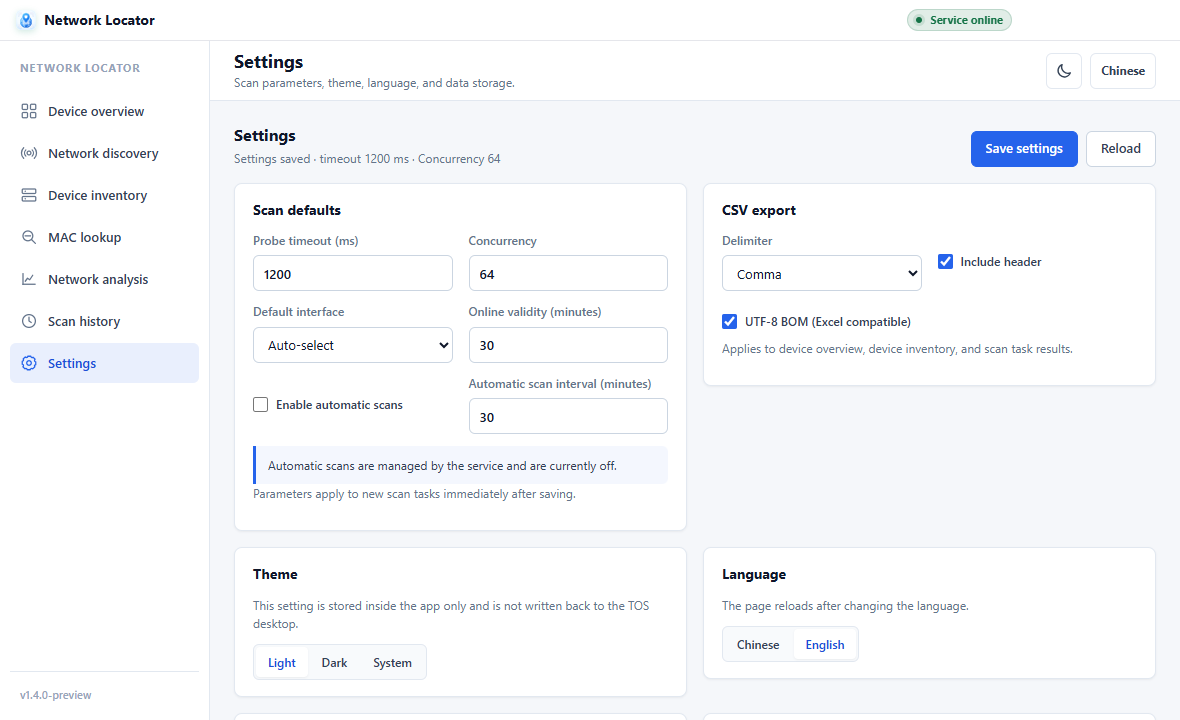 Network Locator
Service online
NETWORK LOCATOR
Device overview
Network discovery
Device inventory
MAC lookup
Network analysis
Scan history
Settings
v1.4.0-preview
Settings
Scan parameters, theme, language, and data storage.
Chinese
Settings
Settings saved · timeout 1200 ms · Concurrency 64
Save settings
Reload
Scan defaults
Probe timeout (ms)
Concurrency
1200
64
Default interface
Online validity (minutes)
Auto-select
30
Automatic scan interval (minutes)
Enable automatic scans
30
Automatic scans are managed by the service and are currently off.
Parameters apply to new scan tasks immediately after saving.
CSV export
Delimiter
Comma
Include header
UTF-8 BOM (Excel compatible)
Applies to device overview, device inventory, and scan task results.
Theme
This setting is stored inside the app only and is not written back to the TOS
desktop.
Light
Dark
System
Language
The page reloads after changing the language.
Chinese
English